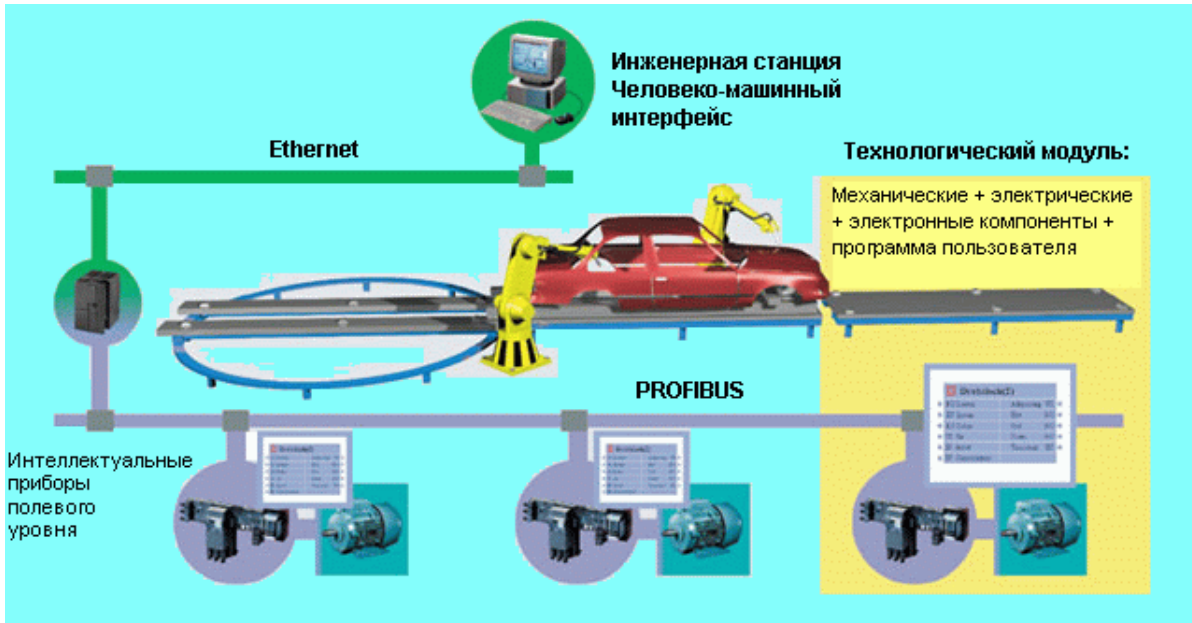 Инженерная станция
Человеко-машинный
интерфейс
Ethernet
Технологический модуль:
Механические + электрические
+ электронные компоненты +
программа пользователя
PROFIBUS
Интеллектуальные
приборы
полевого
уровня